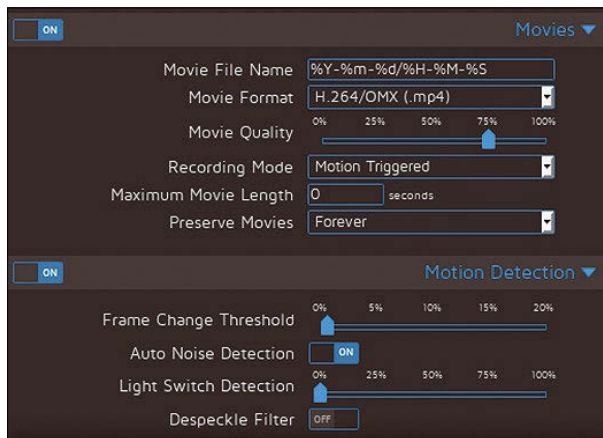 ON Movies
Movie File Name %Y-%m-%d/%H-%M-%S
Movie Format H.264/OMX (.mp4)
0% 25% 50% 75% 100%
Movie Quality
Recording Mode Motion Triggered
Maximum Movie Length 0 seconds
Preserve Movies Forever
ON Motion Detection
0% 5% 10% 15% 20%
Frame Change Threshold
Auto Noise Detection ON
0% 25% 50% 75% 100%
Light Switch Detection
Despeckle Filter OFF